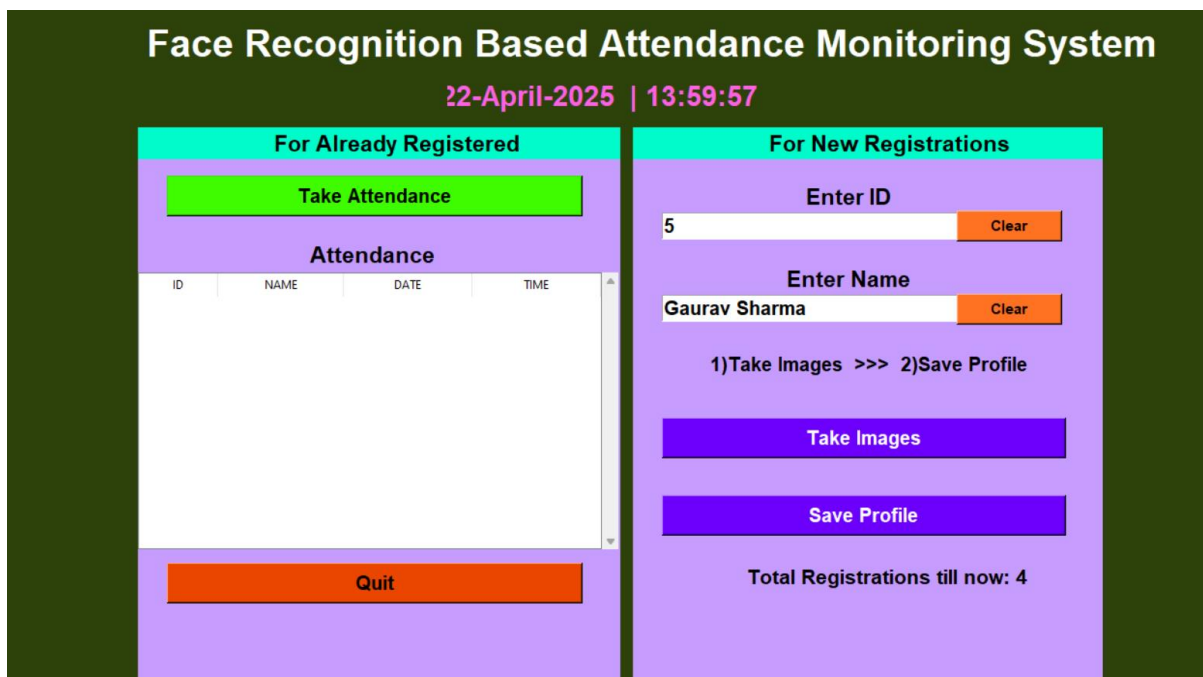 Face Recognition Based Attendance Monitoring System
22-April-2025 | 13:59:57
For Already Registered
Take Attendance
Attendance
ID NAME DATE TIME
Quit
For New Registrations
Enter ID
5 Clear
Enter Name
Gaurav Sharma Clear
1)Take Images >>> 2)Save Profile
Take Images
Save Profile
Total Registrations till now: 4